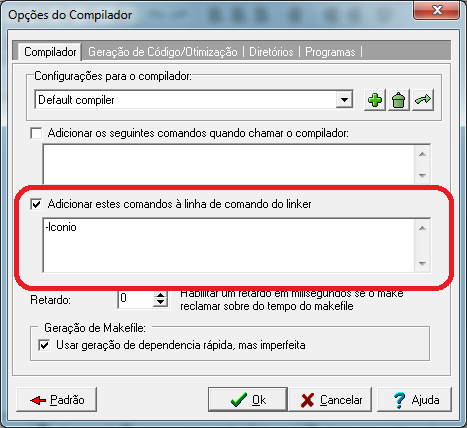 Opções do Compilador
Compilador | Geração de Código/Otimização | Diretórios | Programas |
Configurações para o compilador:
Default compiler
Adicionar os seguintes comandos quando chamar o compilador:
Adicionar estes comandos à linha de comando do linker
-lconio
Retardo: 0 Habilitar um retardo em milisegundos se o make
reclamar sobre do tempo do makefile
Geração de Makefile:
Usar geração de dependencia rápida, mas imperfeita
Padrão Ok Cancelar Ajuda